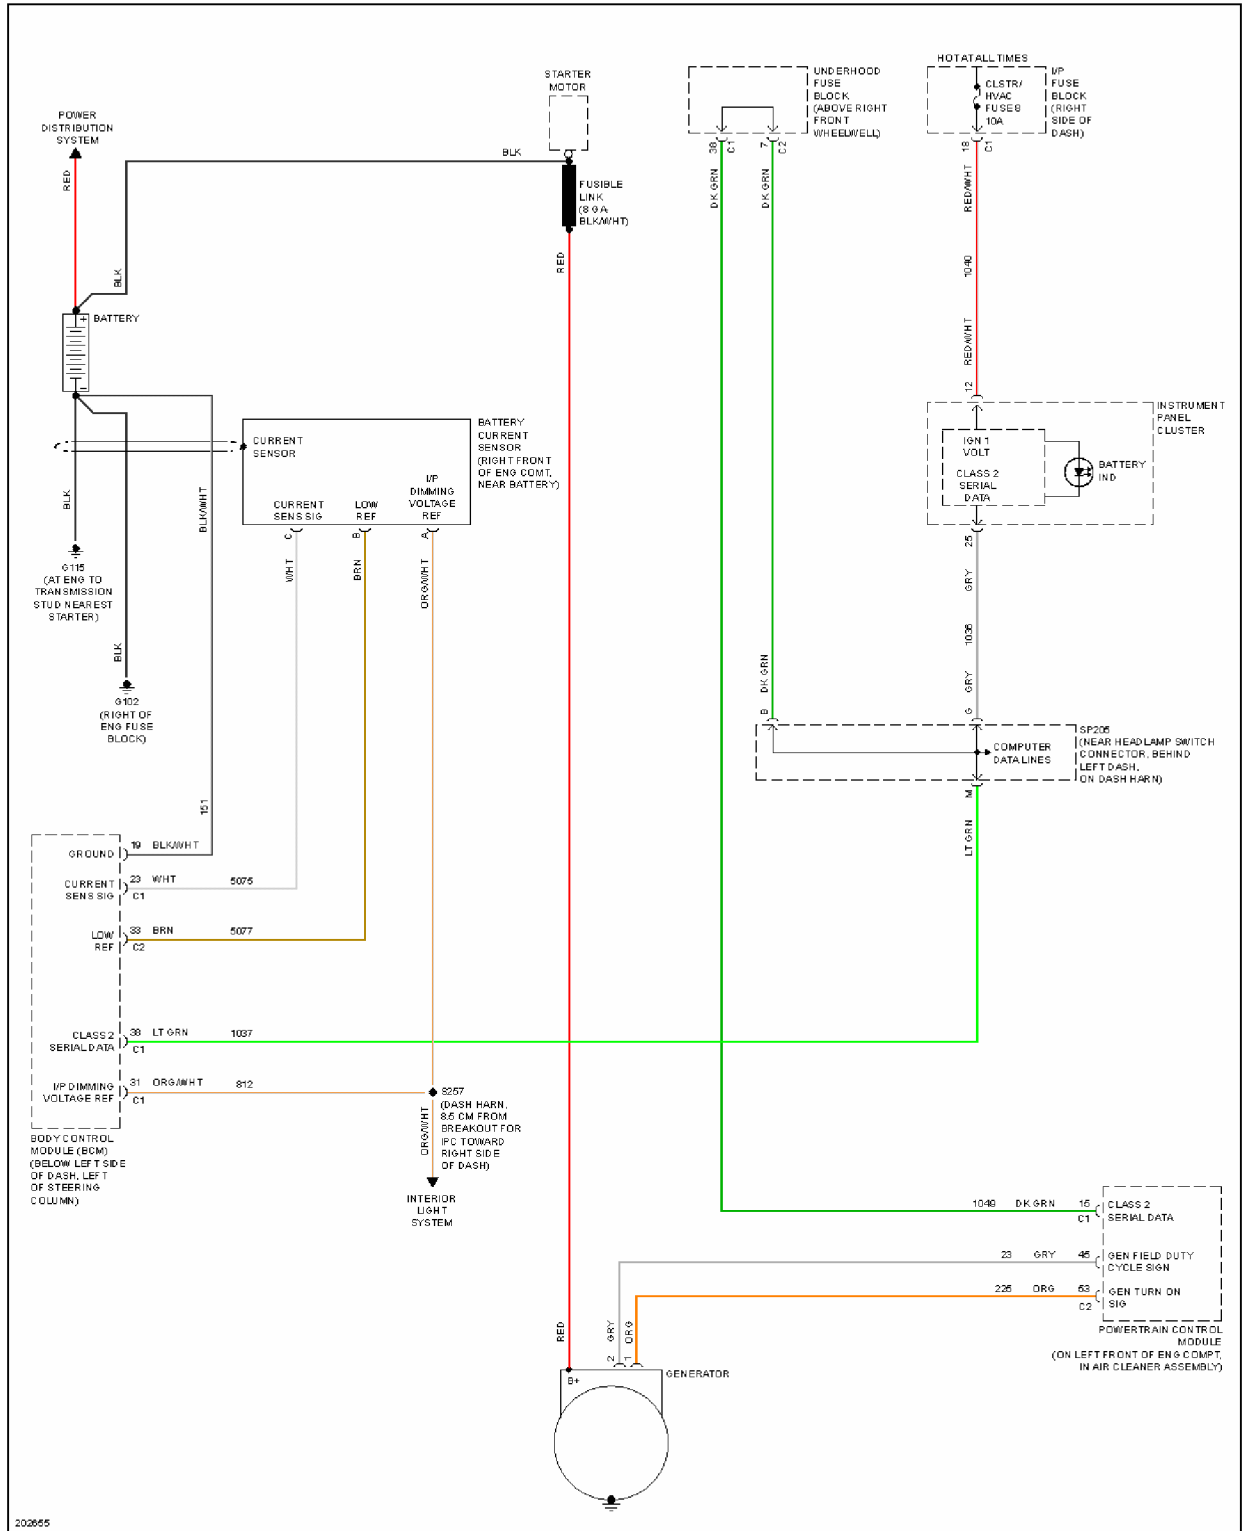 HOT AT ALL TIMES
STARTER
MOTOR
UNDERHOOD
FUSE
BLOCK
(ABOVE RIGHT
FRONT
WHEELWELL)
CLSTR/
HVAC
FUSE 8
10A
I/P
FUSE
BLOCK
(RIGHT
SIDE OF
DASH)
POWER
DISTRIBUTION
SYSTEM
RED
BLK
BLK
FUSIBLE
LINK
(8 GA:
BLK/WHT)
RED
38
C1
7
C2
18
C1
DK GRN
DK GRN
RED/WHT
1040
RED/WHT
12
+
BATTERY
-
INSTRUMENT
PANEL
CLUSTER
IGN 1
VOLT
CLASS 2
SERIAL
DATA
BATTERY
IND
25
GRY
1036
GRY
BATTERY
CURRENT
SENSOR
(RIGHT FRONT
OF ENG COMT,
NEAR BATTERY)
CURRENT
SENSOR
CURRENT
SENS SIG
LOW
REF
I/P
DIMMING
VOLTAGE
REF
C
B
A
WHT
BRN
ORG/WHT
BLK
BLK/WHT
G115
(AT ENG TO
TRANSMISSION
STUD NEAREST
STARTER)
BLK
G102
(RIGHT OF
ENG FUSE
BLOCK)
DK GRN
B
G
SP205
(NEAR HEADLAMP SWITCH
CONNECTOR, BEHIND
LEFT DASH,
ON DASH HARN)
COMPUTER
DATA LINES
M
LT GRN
151
GROUND
19 BLK/WHT
CURRENT
SENS SIG
23 WHT 5075
C1
LOW
REF
33 BRN 5077
C2
CLASS 2
SERIAL DATA
38 LT GRN 1037
C1
I/P DIMMING
VOLTAGE REF
31 ORG/WHT 812
C1
BODY CONTROL
MODULE (BCM)
(BELOW LEFT SIDE
OF DASH, LEFT
OF STEERING
COLUMN)
S257
(DASH HARN,
8.5 CM FROM
BREAKOUT FOR
IPC TOWARD
RIGHT SIDE
OF DASH)
ORG/WHT
INTERIOR
LIGHT
SYSTEM
1049 DK GRN 15
C1
CLASS 2
SERIAL DATA
23 GRY 45
GEN FIELD DUTY
CYCLE SIGN
225 ORG 53
C2
GEN TURN ON
SIG
POWERTRAIN CONTROL
MODULE
(ON LEFT FRONT OF ENG COMPT,
IN AIR CLEANER ASSEMBLY)
RED
GRY
ORG
2
1
B+
GENERATOR
202655